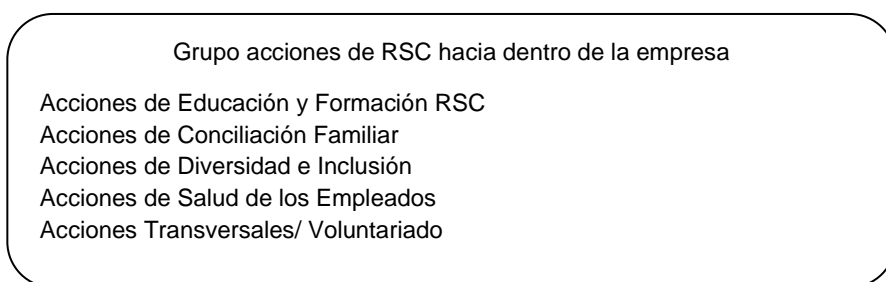 Grupo acciones de RSC hacia dentro de la empresa
Acciones de Educación y Formación RSC
Acciones de Conciliación Familiar
Acciones de Diversidad e Inclusión
Acciones de Salud de los Empleados
Acciones Transversales/ Voluntariado